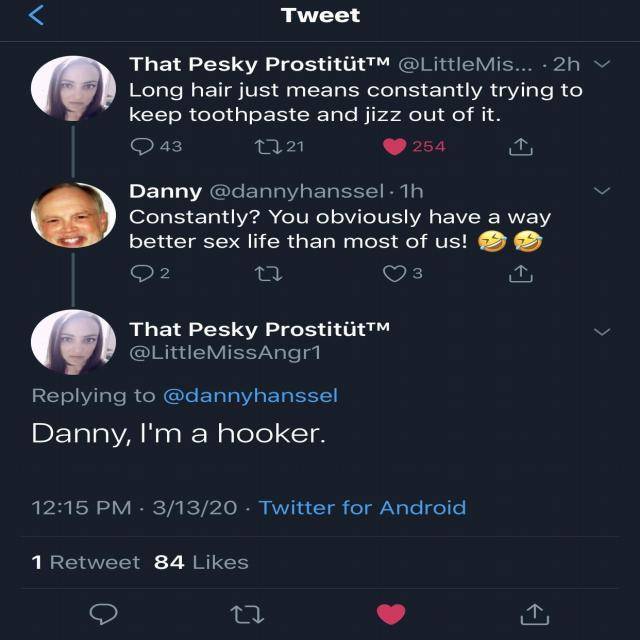 Tweet
That Pesky Prostitüt™ @LittleMis... · 2h
Long hair just means constantly trying to
keep toothpaste and jizz out of it.
43 21 254
Danny @dannyhanssel · 1h
Constantly? You obviously have a way
better sex life than most of us! 🤣 🤣
2 3
That Pesky Prostitüt™
@LittleMissAngr1
Replying to @dannyhanssel
Danny, I'm a hooker.
12:15 PM · 3/13/20 · Twitter for Android
1 Retweet 84 Likes